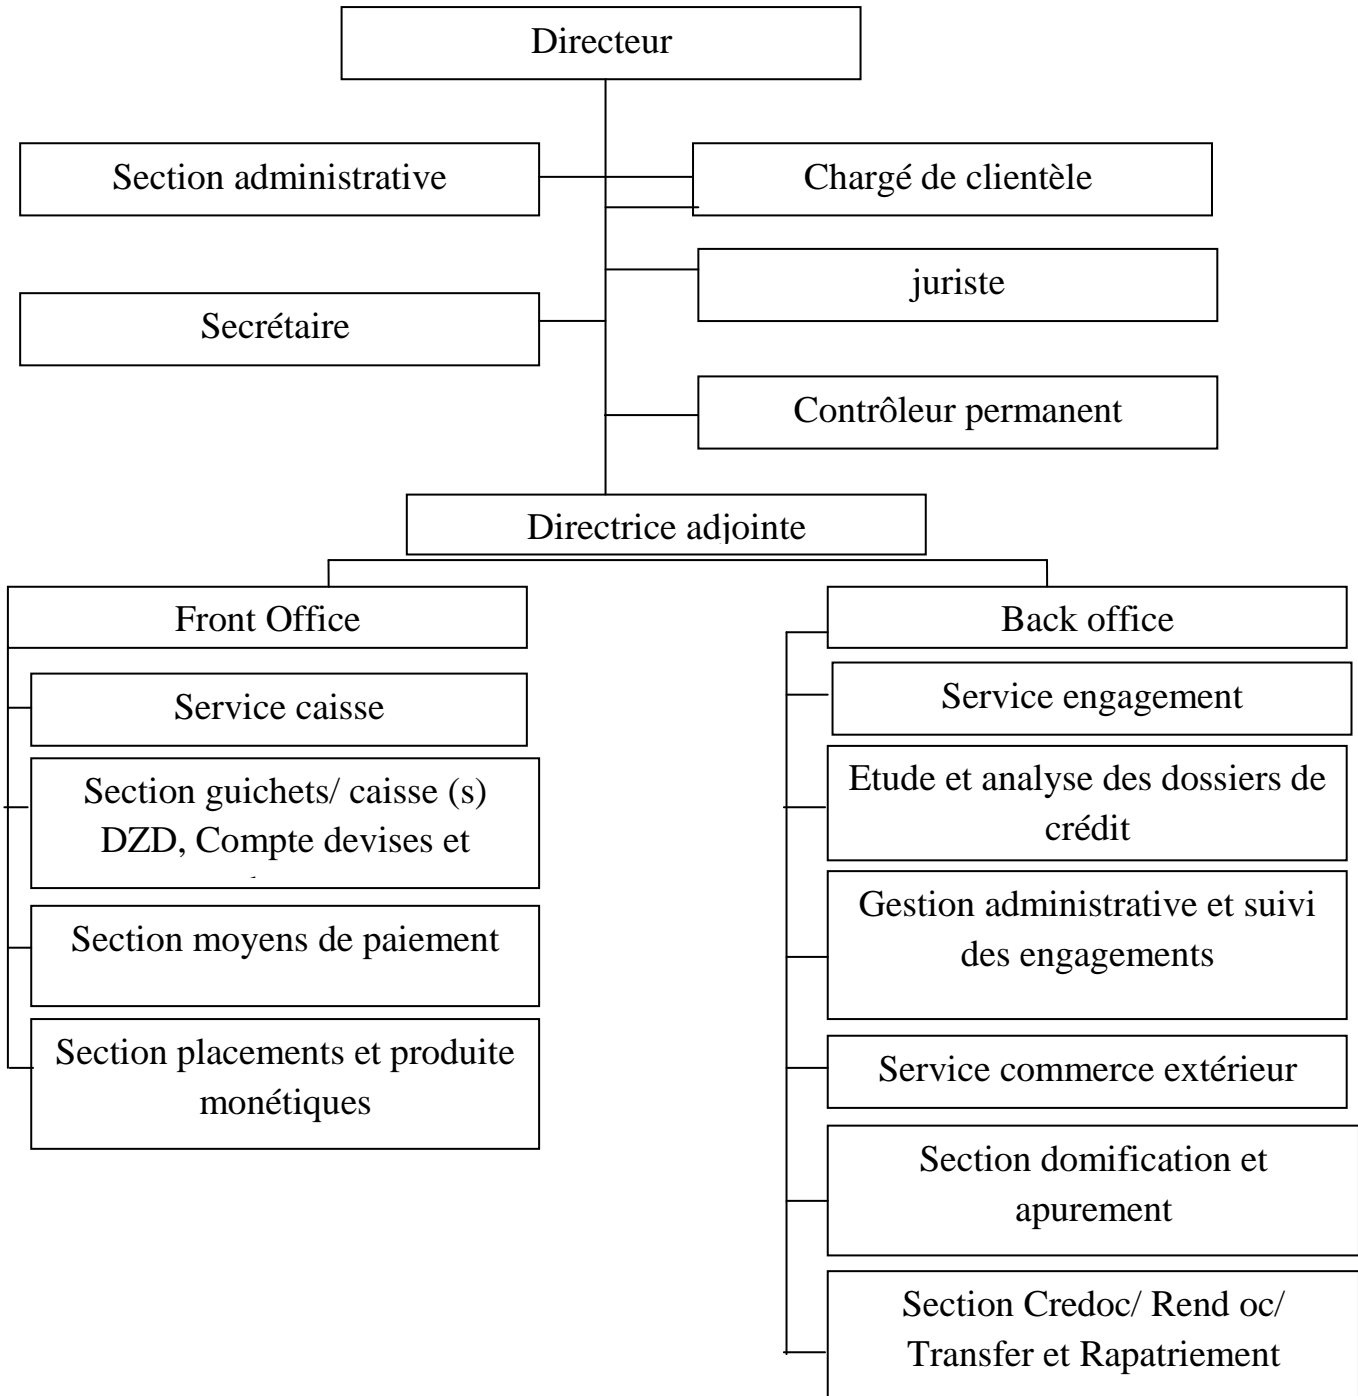 Directeur
Section administrative
Chargé de clientèle
juriste
Secrétaire
Contrôleur permanent
Directrice adjointe
Front Office
Service caisse
Section guichets/ caisse (s)
DZD, Compte devises et
Section moyens de paiement
Section placements et produite
monétiques
Back office
Service engagement
Etude et analyse des dossiers de
crédit
Gestion administrative et suivi
des engagements
Service commerce extérieur
Section domification et
apurement
Section Credoc/ Rend oc/
Transfer et Rapatriement